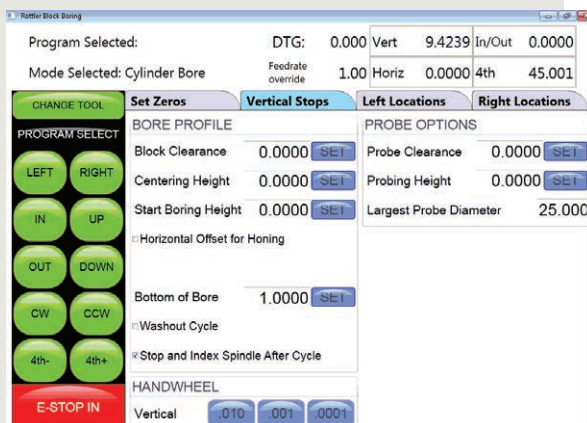 Rottler Block Boring
Program Selected: DTG: 0.000 Vert 9.4239 In/Out 0.0000
Mode Selected: Cylinder Bore Feedrate override 1.00 Horiz 0.0000 4th 45.001
CHANGE TOOL Set Zeros Vertical Stops Left Locations Right Locations
PROGRAM SELECT BORE PROFILE PROBE OPTIONS
Block Clearance 0.0000 SET Probe Clearance 0.0000 SET
LEFT RIGHT Centering Height 0.0000 SET Probing Height 0.0000 SET
IN UP Start Boring Height 0.0000 SET Largest Probe Diameter 25.000
Horizontal Offset for Honing
OUT DOWN
Bottom of Bore 1.0000 SET
CW CCW Washout Cycle
4th- 4th+ Stop and Index Spindle After Cycle
HANDWHEEL
E-STOP IN Vertical .010 .001 .0001